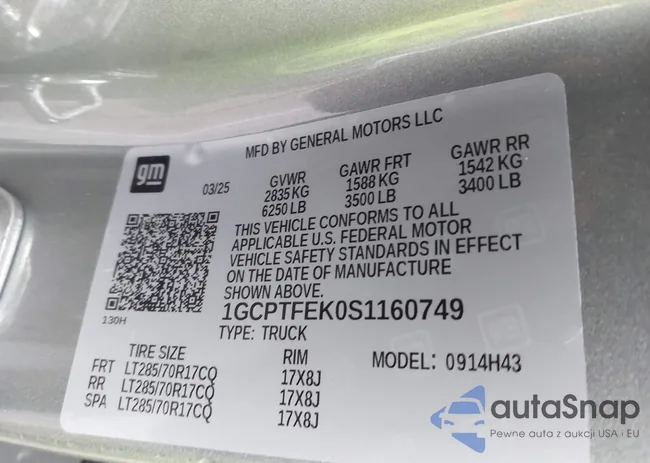 MFD BY GENERAL MOTORS LLC
gm
03/25
GVWR
2835 KG
6250 LB
GAWR FRT
1588 KG
3500 LB
GAWR RR
1542 KG
3400 LB
THIS VEHICLE CONFORMS TO ALL
APPLICABLE U.S. FEDERAL MOTOR
VEHICLE SAFETY STANDARDS IN EFFECT
ON THE DATE OF MANUFACTURE
SHOWN ABOVE.
130H
1GCPTFEK0S1160749
TYPE: TRUCK
MODEL: 0914H43
TIRE SIZE RIM
FRT LT285/70R17CQ 17X8J
RR LT285/70R17CQ 17X8J
SPA LT285/70R17CQ 17X8J
autoSnap
Pewne auta z aukcji USA i EU